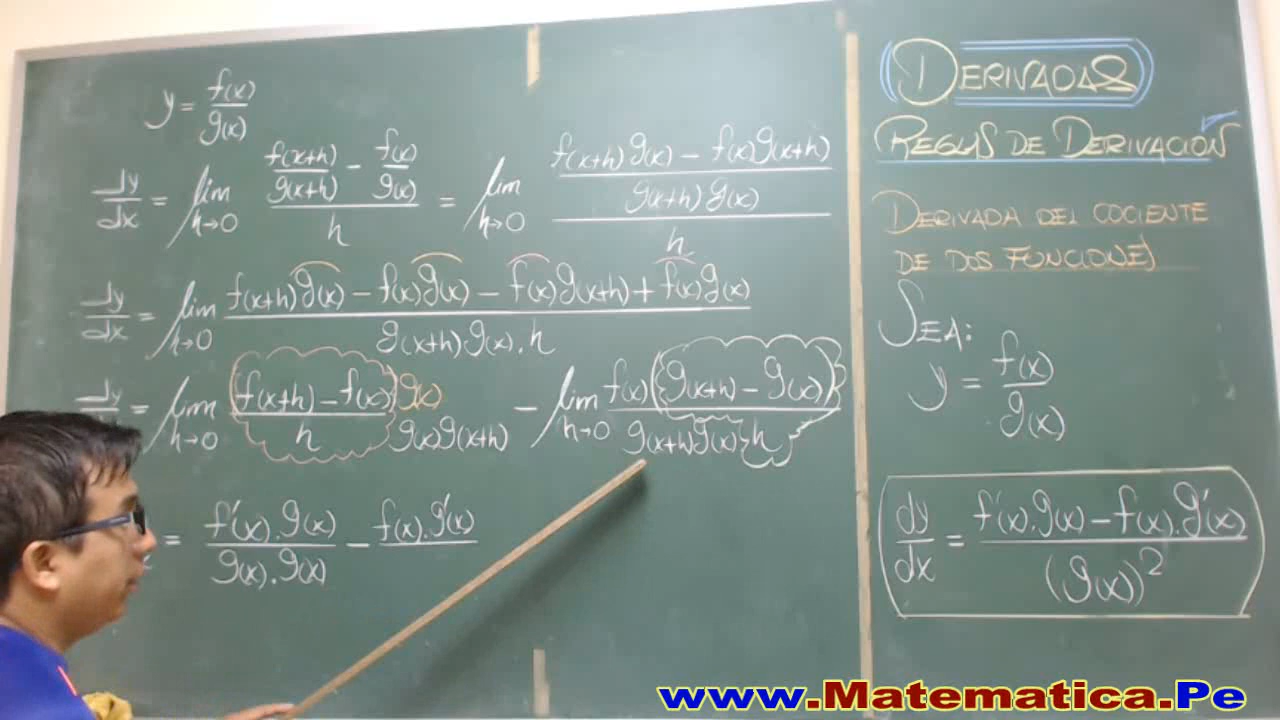 y = f(x)/g(x)
dy/dx = lim h→0 (f(x+h)/g(x+h) − f(x)/g(x))/h = lim h→0 ((f(x+h)g(x) − f(x)g(x+h))/(g(x+h)g(x)))/h
dy/dx = lim h→0 (f(x+h)g(x) − f(x)g(x) − f(x)g(x+h) + f(x)g(x))/(g(x+h)g(x).h)
= lim h→0 (f(x+h) − f(x))/h g(x)/(g(x)g(x+h)) − lim h→0 f(x)(g(x+h) − g(x))/(g(x+h)g(x) h)
= f'(x).g(x)/(g(x).g(x)) − f(x).g'(x)
DERIVADAS
REGLAS DE DERIVACIÓN
DERIVADA DEL COCIENTE
DE DOS FUNCIONES
SEA:
y = f(x)/g(x)
dy/dx = (f'(x).g(x) − f(x).g'(x))/(g(x))²
www.Matematica.Pe